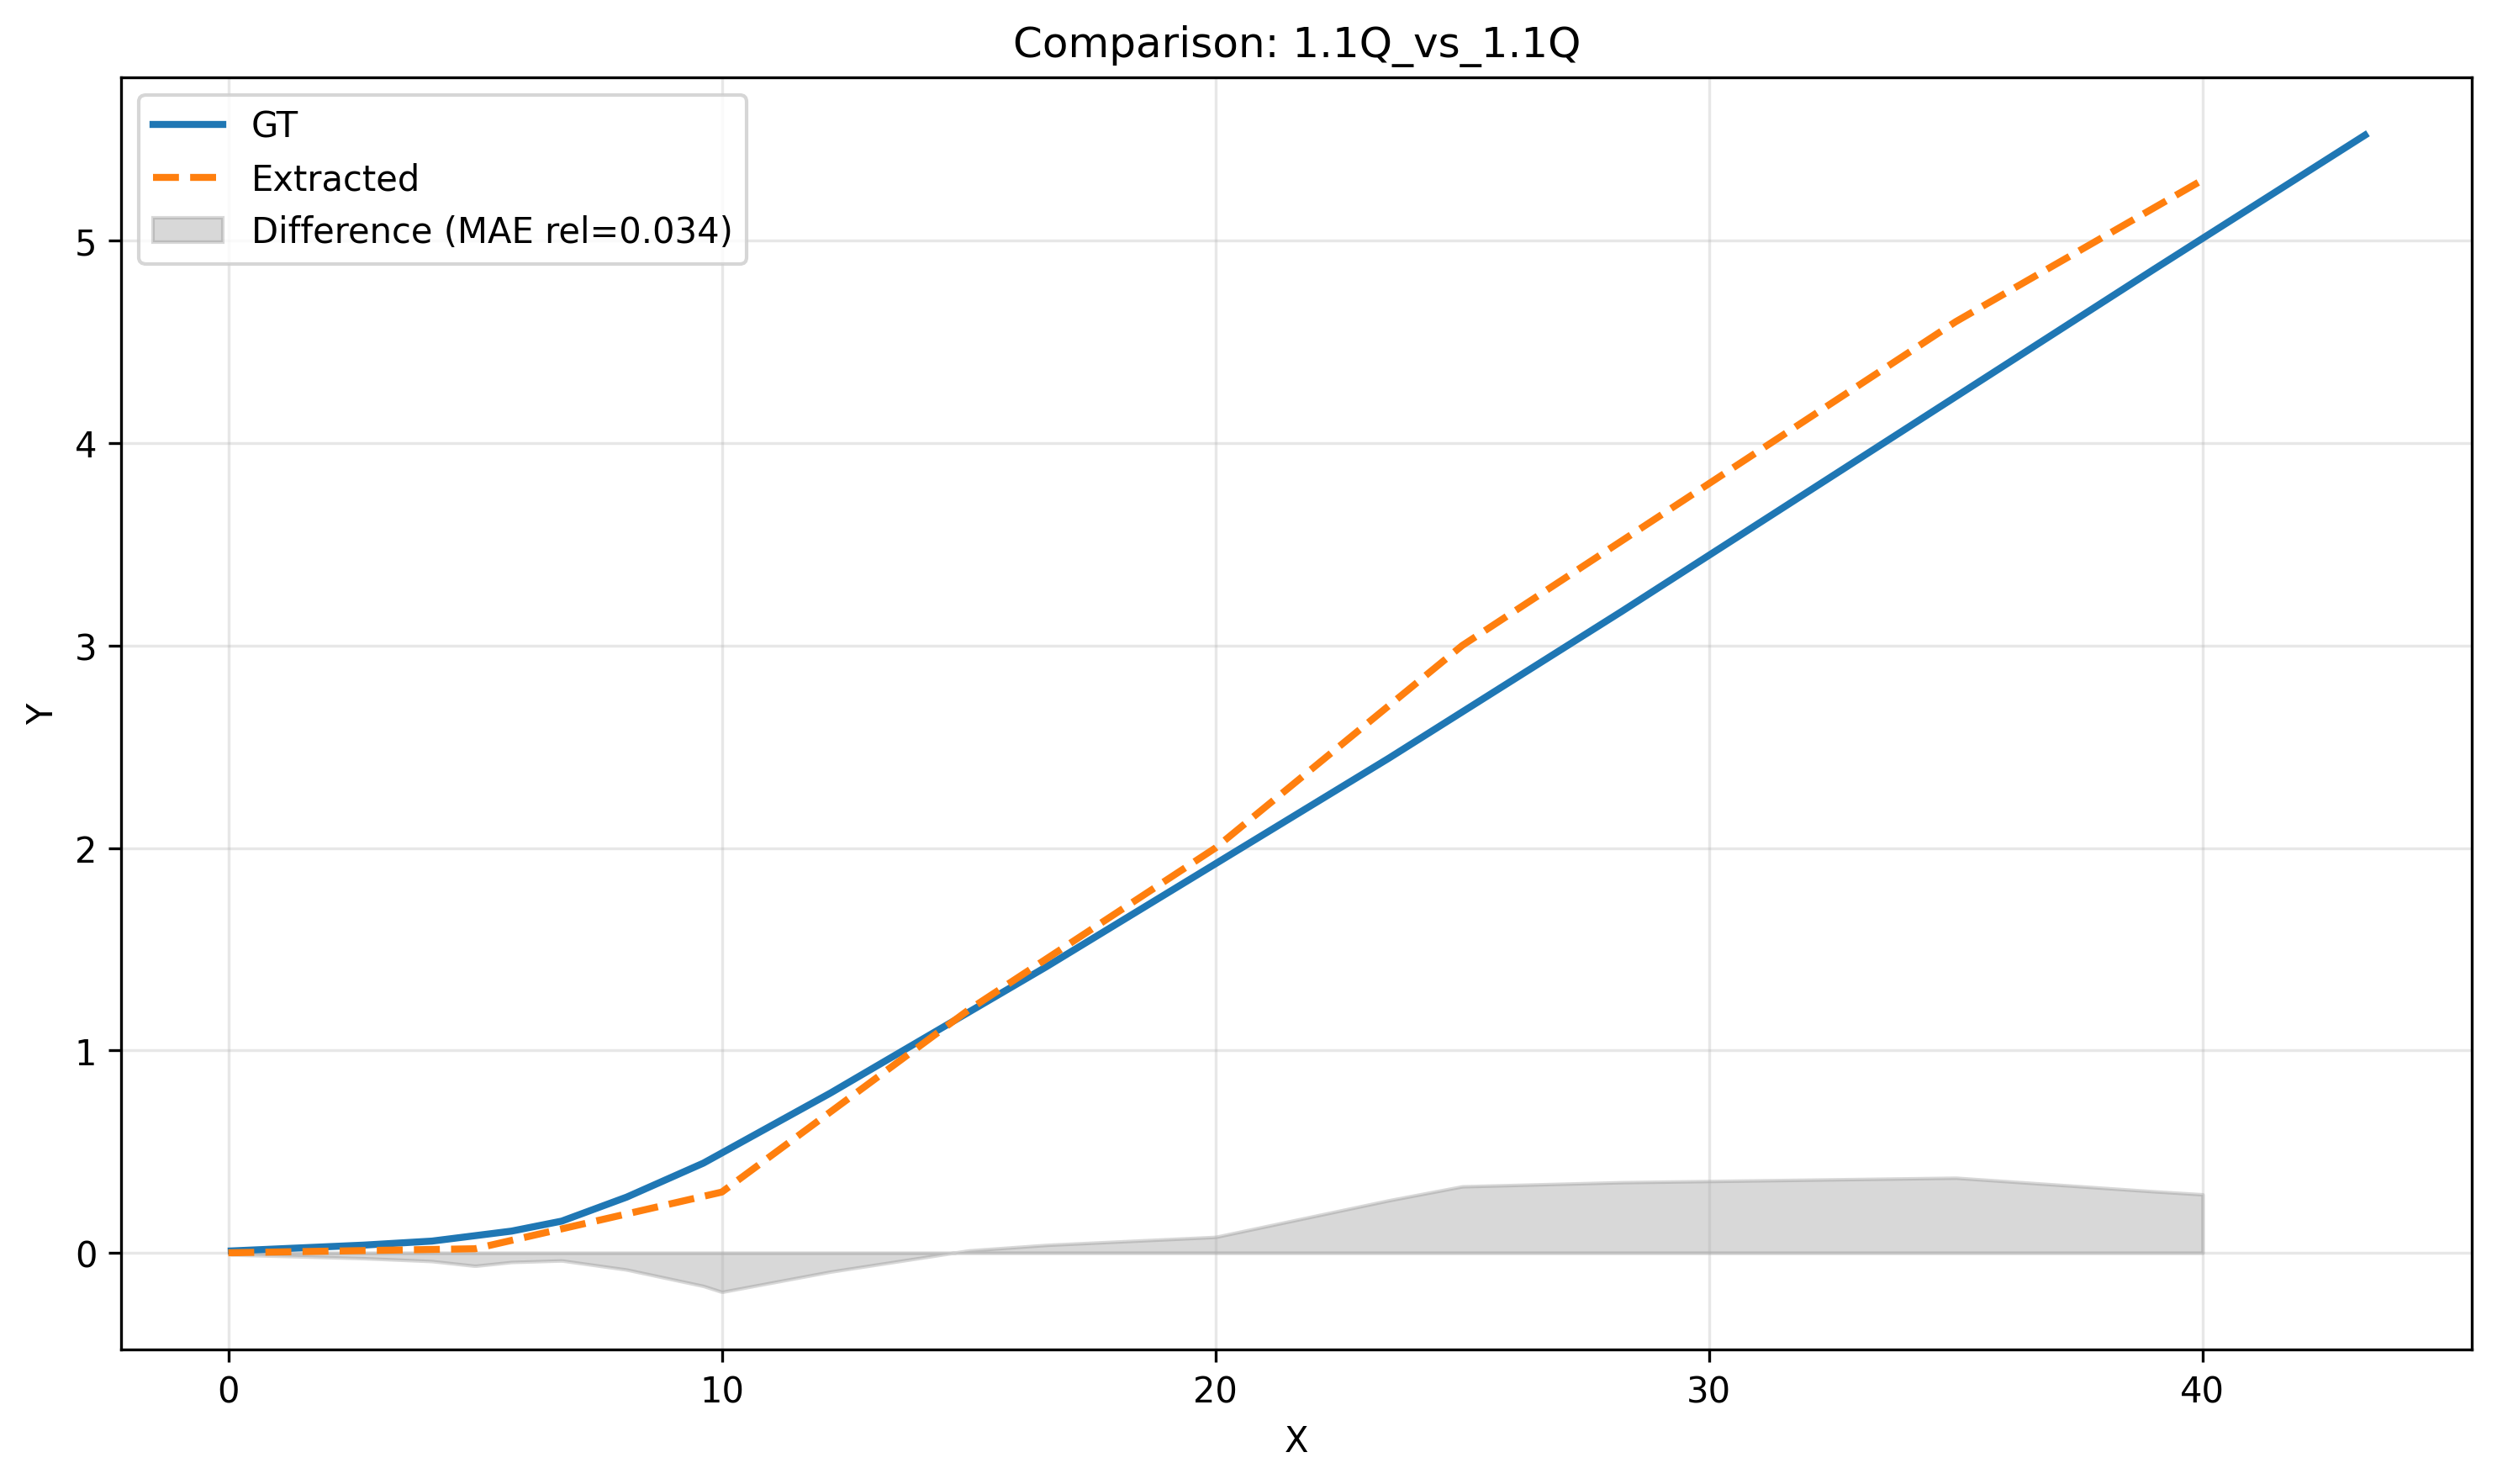 Comparison: 1.1Q_vs_1.1Q
GT
Extracted
Difference (MAE rel=0.034)
5
4
3
2
1
0
Y
0 10 20 30 40
X